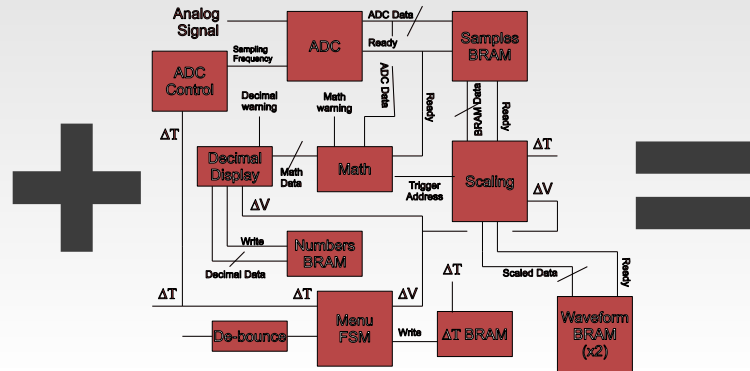 Analog
Signal
ADC Data
Ready
ADC
Samples
BRAM
Sampling
Frequency
ADC
Control
ADC Data
Ready
BRAM Data
Ready
Decimal
warning
Math
warning
ΔT
ΔT
Decimal
Display
Math
Data
Math
Scaling
Trigger
Address
ΔV
ΔV
Write
Decimal Data
Numbers
BRAM
ΔT
Scaled Data
Ready
ΔT
ΔT
ΔV
De-bounce
Menu
FSM
Write
ΔT BRAM
Waveform
BRAM
(x2)